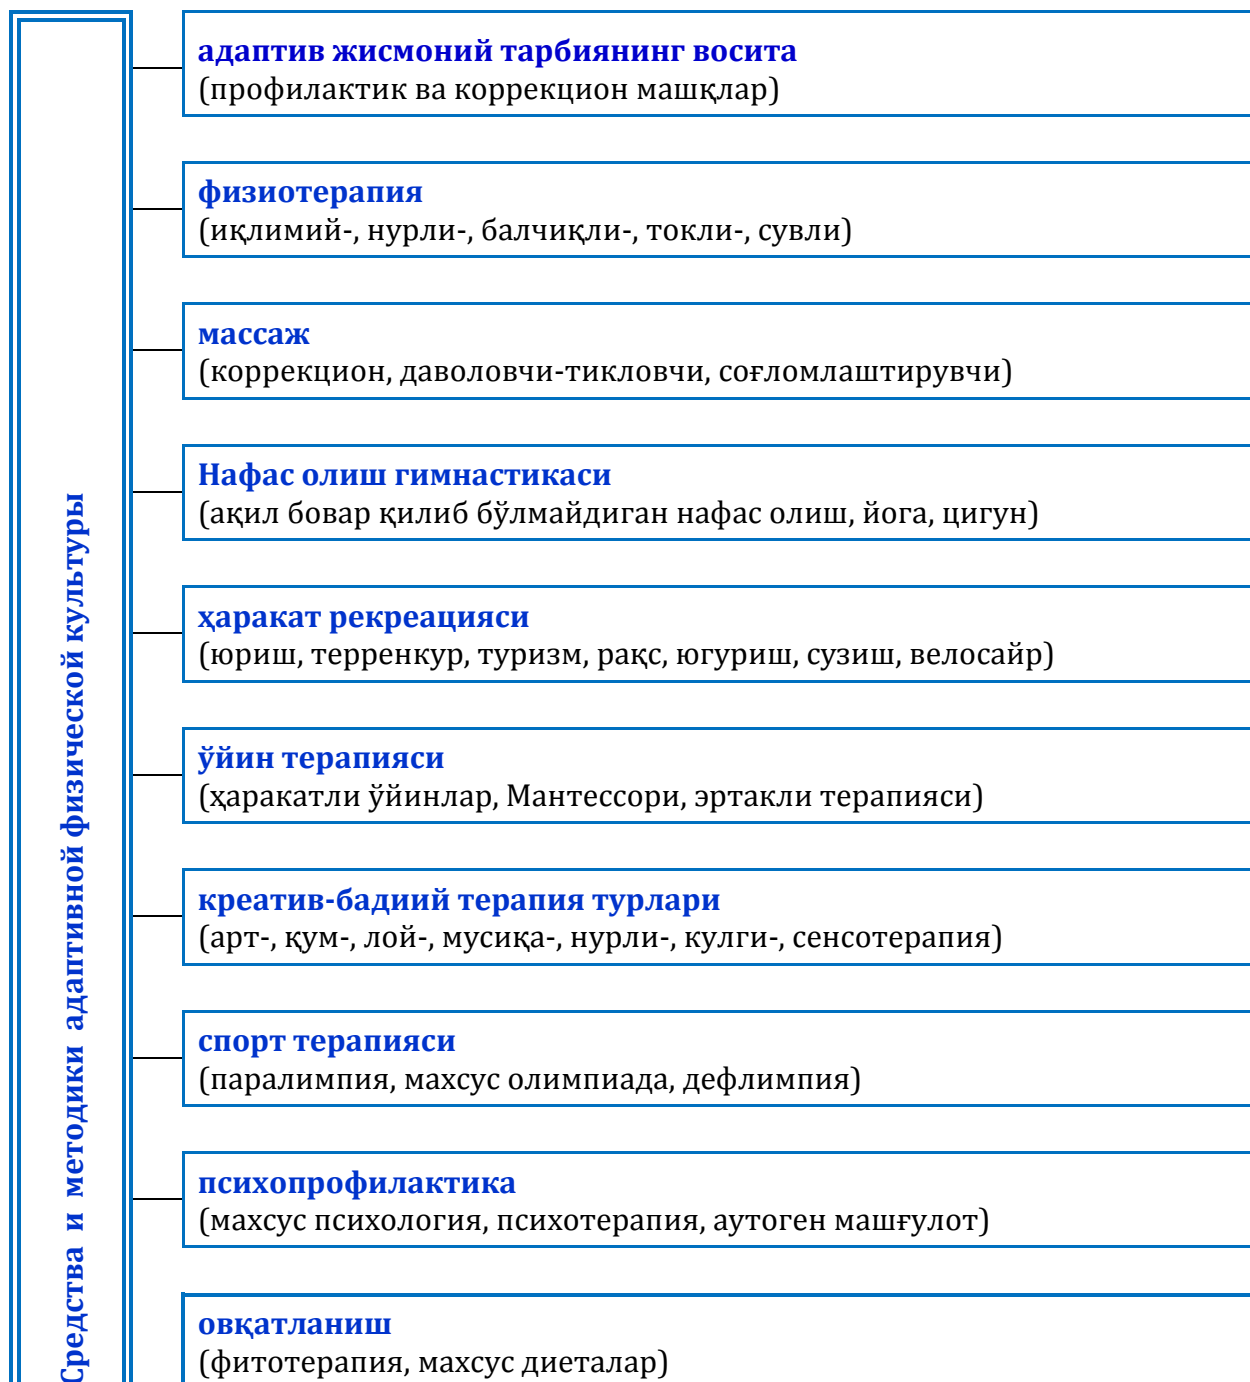 Средства и методики адаптивной физической культуры
адаптив жисмоний тарбиянинг восита
(профилактик ва коррекцион машқлар)
физиотерапия
(иқлимий-, нурли-, балчиқли-, токли-, сувли)
массаж
(коррекцион, даволовчи-тикловчи, соғломлаштирувчи)
Нафас олиш гимнастикаси
(ақил бовар қилиб бўлмайдиган нафас олиш, йога, цигун)
ҳаракат рекреацияси
(юриш, терренкур, туризм, рақс, югуриш, сузиш, велосайр)
ўйин терапияси
(ҳаракатли ўйинлар, Мантессори, эртакли терапияси)
креатив-бадиий терапия турлари
(арт-, қум-, лой-, мусиқа-, нурли-, кулги-, сенсотерапия)
спорт терапияси
(паралимпия, махсус олимпиада, дефлимпия)
психопрофилактика
(махсус психология, психотерапия, аутоген машғулот)
овқатланиш
(фитотерапия, махсус диеталар)